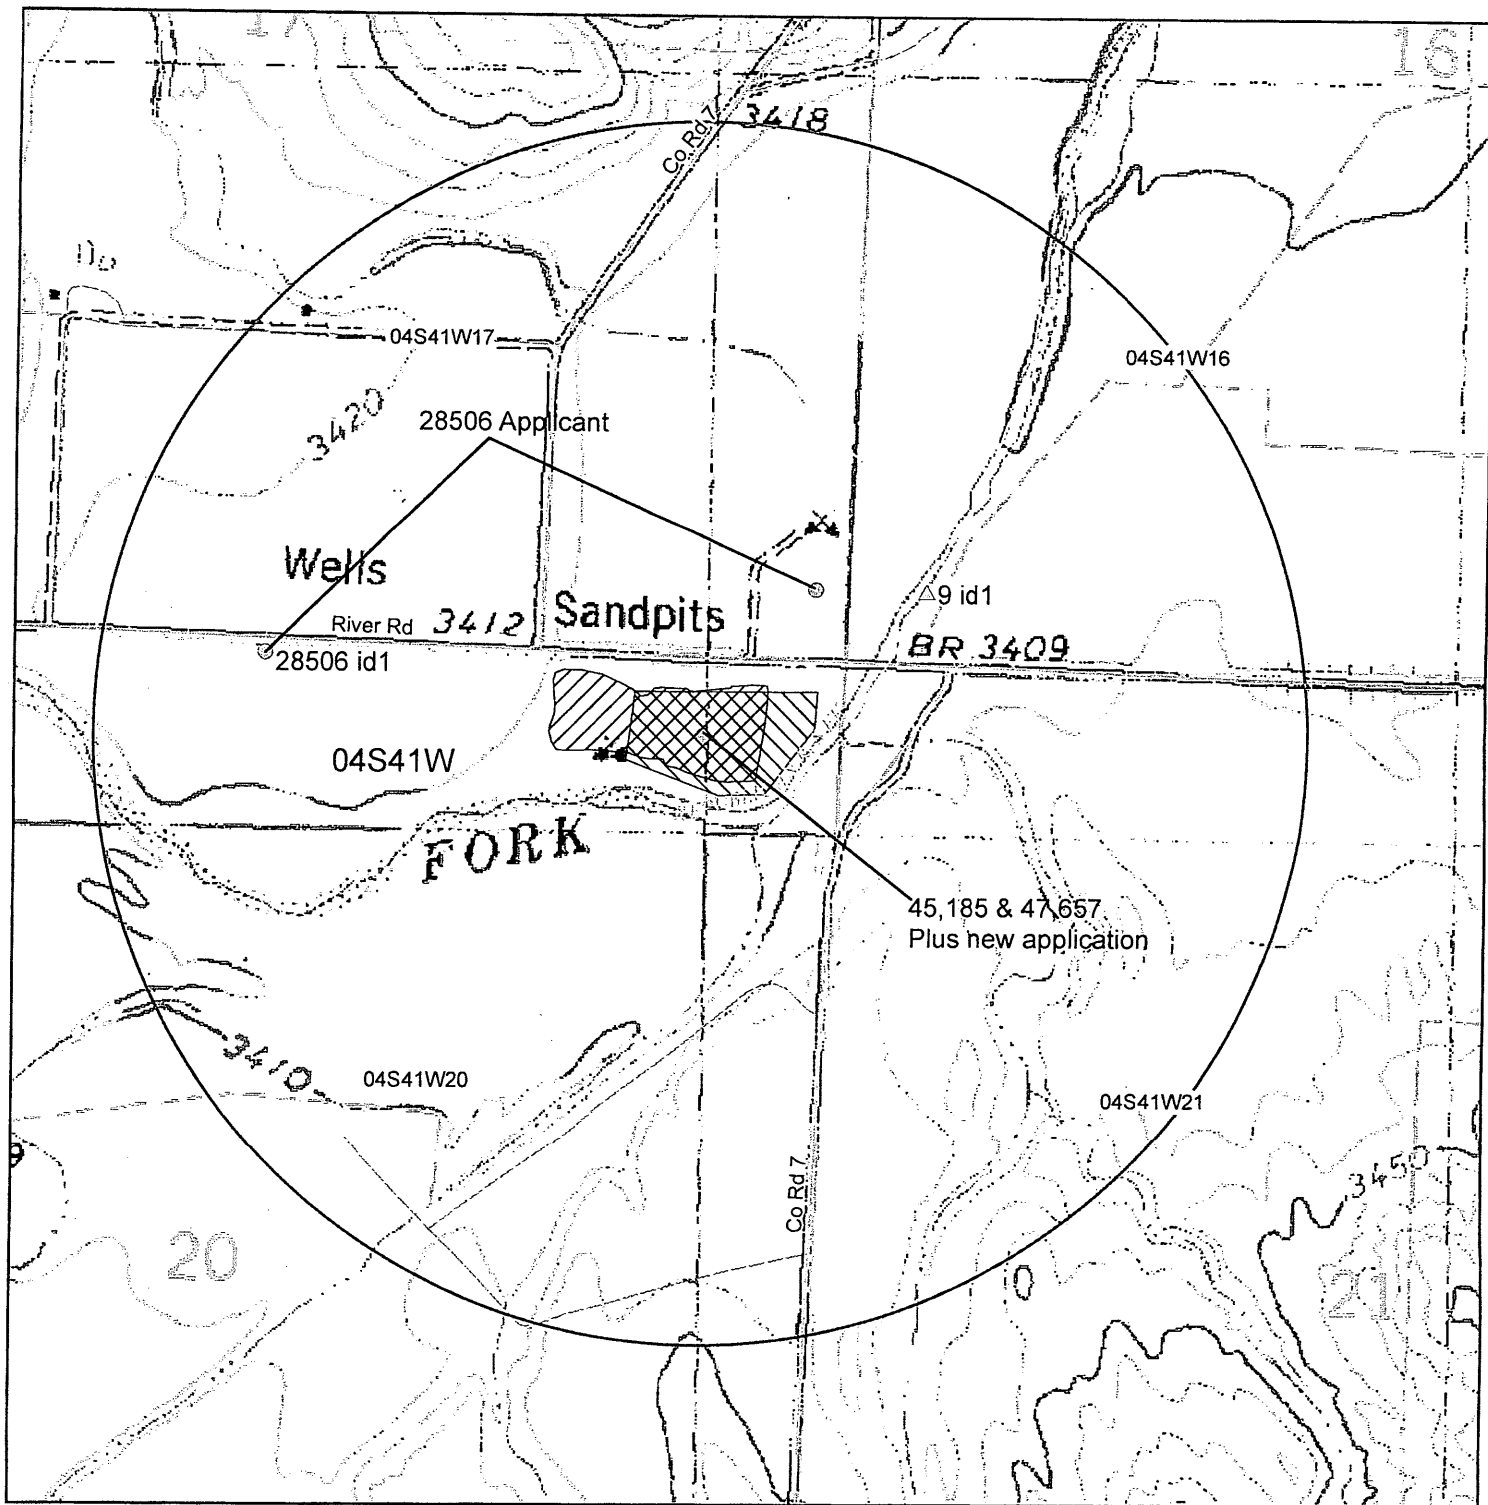 17
16
3418
Co Rd 7
04S41W17
04S41W16
3420
28506 Applicant
Wells
Sandpits
9 id1
River Rd
3412
BR 3409
28506 id1
04S41W
FORK
45,185 & 47,657
Plus new application
3410
04S41W20
04S41W21
3450
Co Rd 7
20
21